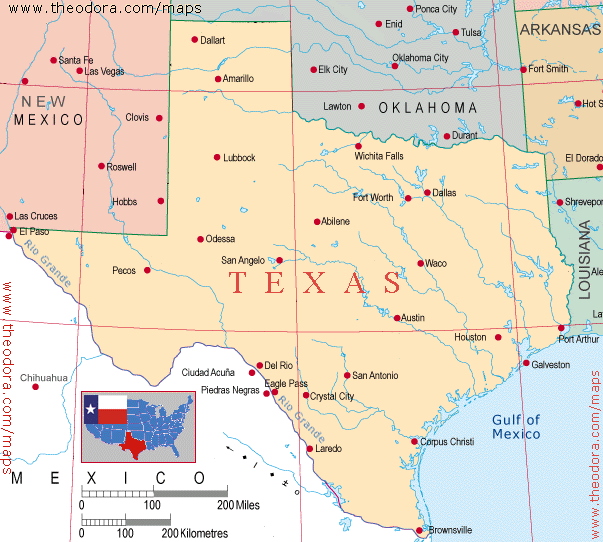 www.theodora.com/maps
Ponca City
Enid
Tulsa
ARKANSAS
Dallart
Santa Fe
Las Vegas
Elk City
Oklahoma City
Fort Smith
Amarillo
NEW
MEXICO
Clovis
Lawton
OKLAHOMA
Hot S
Durant
Lubbock
Wichita Falls
El Dorado
Roswell
Hobbs
Fort Worth
Dallas
Shrevepor
Las Cruces
El Paso
Abilene
Rio Grande
Odessa
San Angelo
Waco
LOUISIANA
Pecos
TEXAS
Ale
www.theodora.com/maps
Austin
Houston
La
Port Arthur
Del Rio
Galveston
Ciudad Acuña
San Antonio
Chihuahua
Eagle Pass
Piedras Negras
Crystal City
Rio Grande
Gulf of
Mexico
www.theodora.com/maps
Laredo
Corpus Christi
MEXICO
0 100 200 Miles
0 100 200 Kilometres
Brownsville